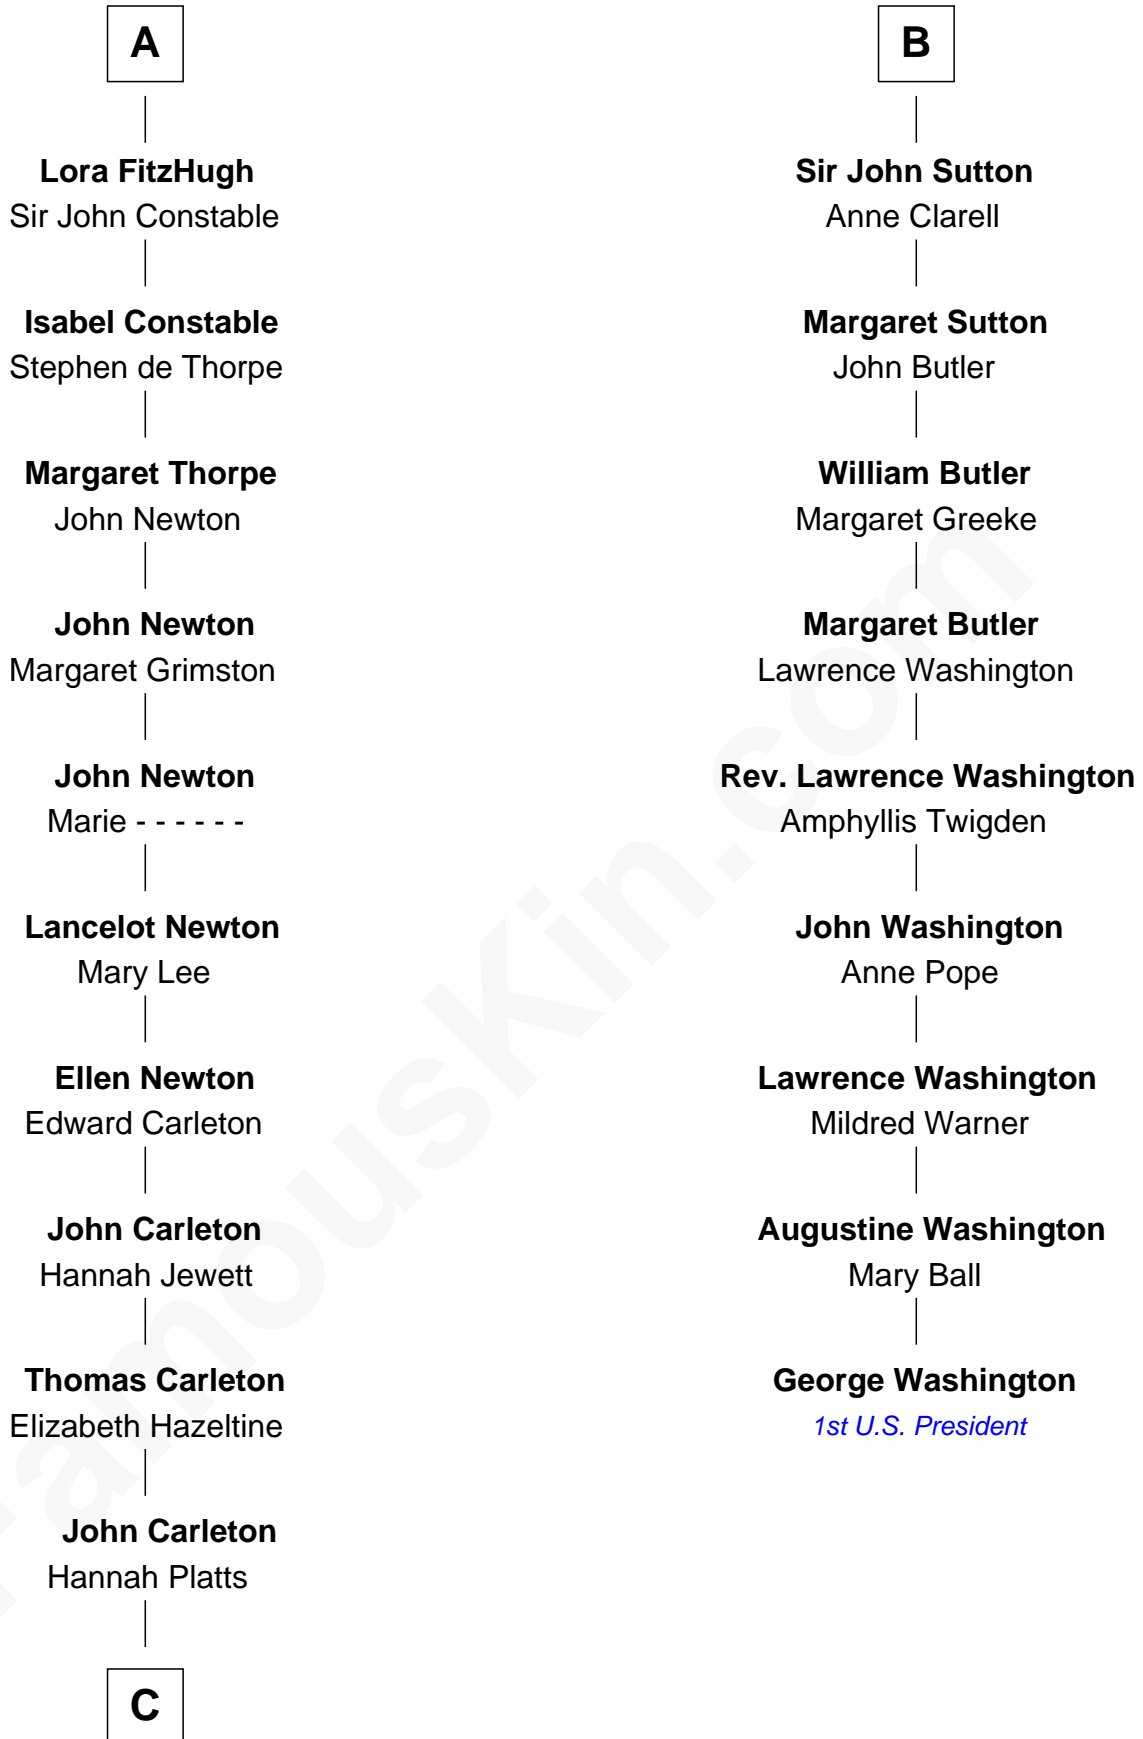 A
Lora FitzHugh
Sir John Constable
Isabel Constable
Stephen de Thorpe
Margaret Thorpe
John Newton
John Newton
Margaret Grimston
John Newton
Marie - - - - - -
Lancelot Newton
Mary Lee
Ellen Newton
Edward Carleton
John Carleton
Hannah Jewett
Thomas Carleton
Elizabeth Hazeltine
John Carleton
Hannah Platts
C
B
Sir John Sutton
Anne Clarell
Margaret Sutton
John Butler
William Butler
Margaret Greeke
Margaret Butler
Lawrence Washington
Rev. Lawrence Washington
Amphyllis Twigden
John Washington
Anne Pope
Lawrence Washington
Mildred Warner
Augustine Washington
Mary Ball
George Washington
1st U.S. President
FamousKin.com